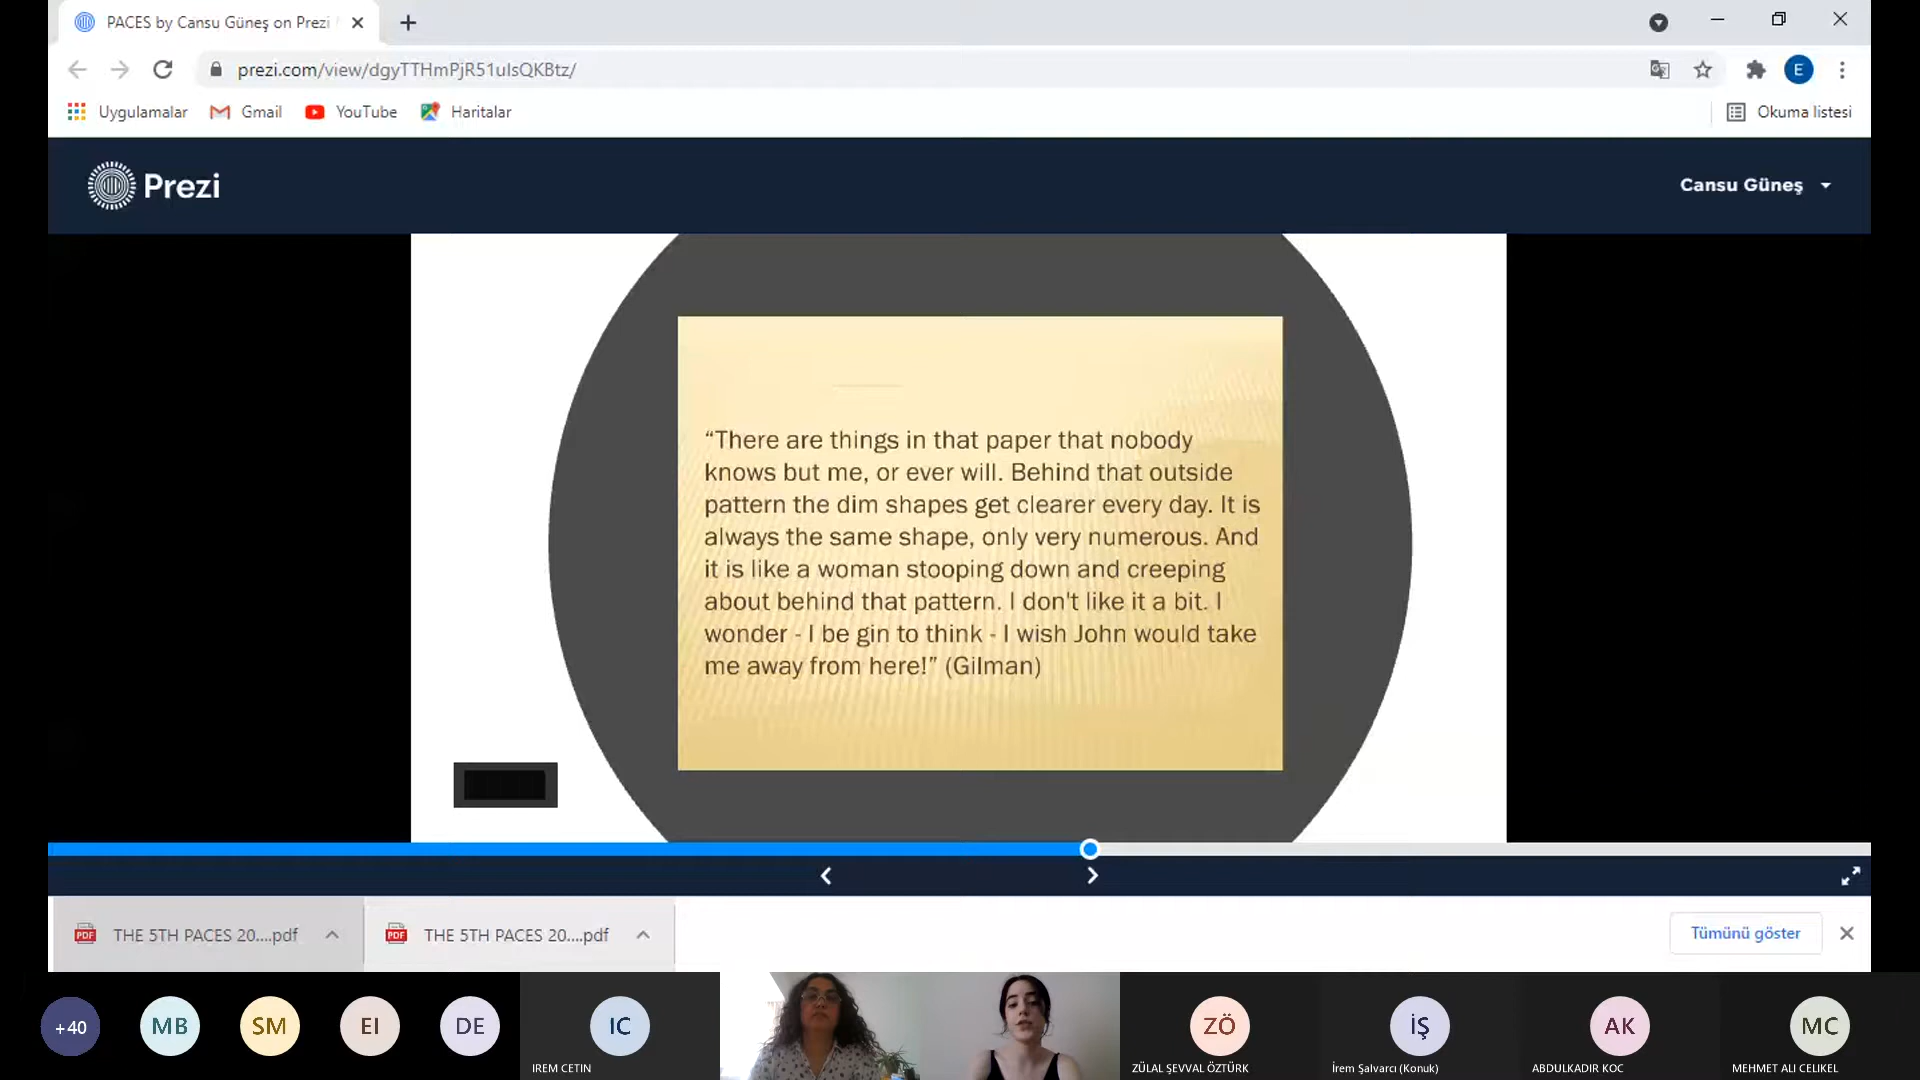 PACES by Cansu Güneş on Prezi
prezi.com/view/dgyTTHmPjR51ulsQKBtz/
E
Uygulamalar
Gmail
YouTube
Haritalar
Okuma listesi
Prezi
Cansu Güneş
“There are things in that paper that nobody
knows but me, or ever will. Behind that outside
pattern the dim shapes get clearer every day. It is
always the same shape, only very numerous. And
it is like a woman stooping down and creeping
about behind that pattern. I don't like it a bit. I
wonder - I be gin to think - I wish John would take
me away from here!” (Gilman)
PDF THE 5TH PACES 20....pdf
PDF THE 5TH PACES 20....pdf
Tümünü göster
+40
MB
SM
EI
DE
IC
IREM CETIN
ZÖ
ZÜLAL ŞEVVAL ÖZTÜRK
İŞ
İrem Şalvarcı (Konuk)
AK
ABDULKADIR KOC
MC
MEHMET ALI CELIKEL